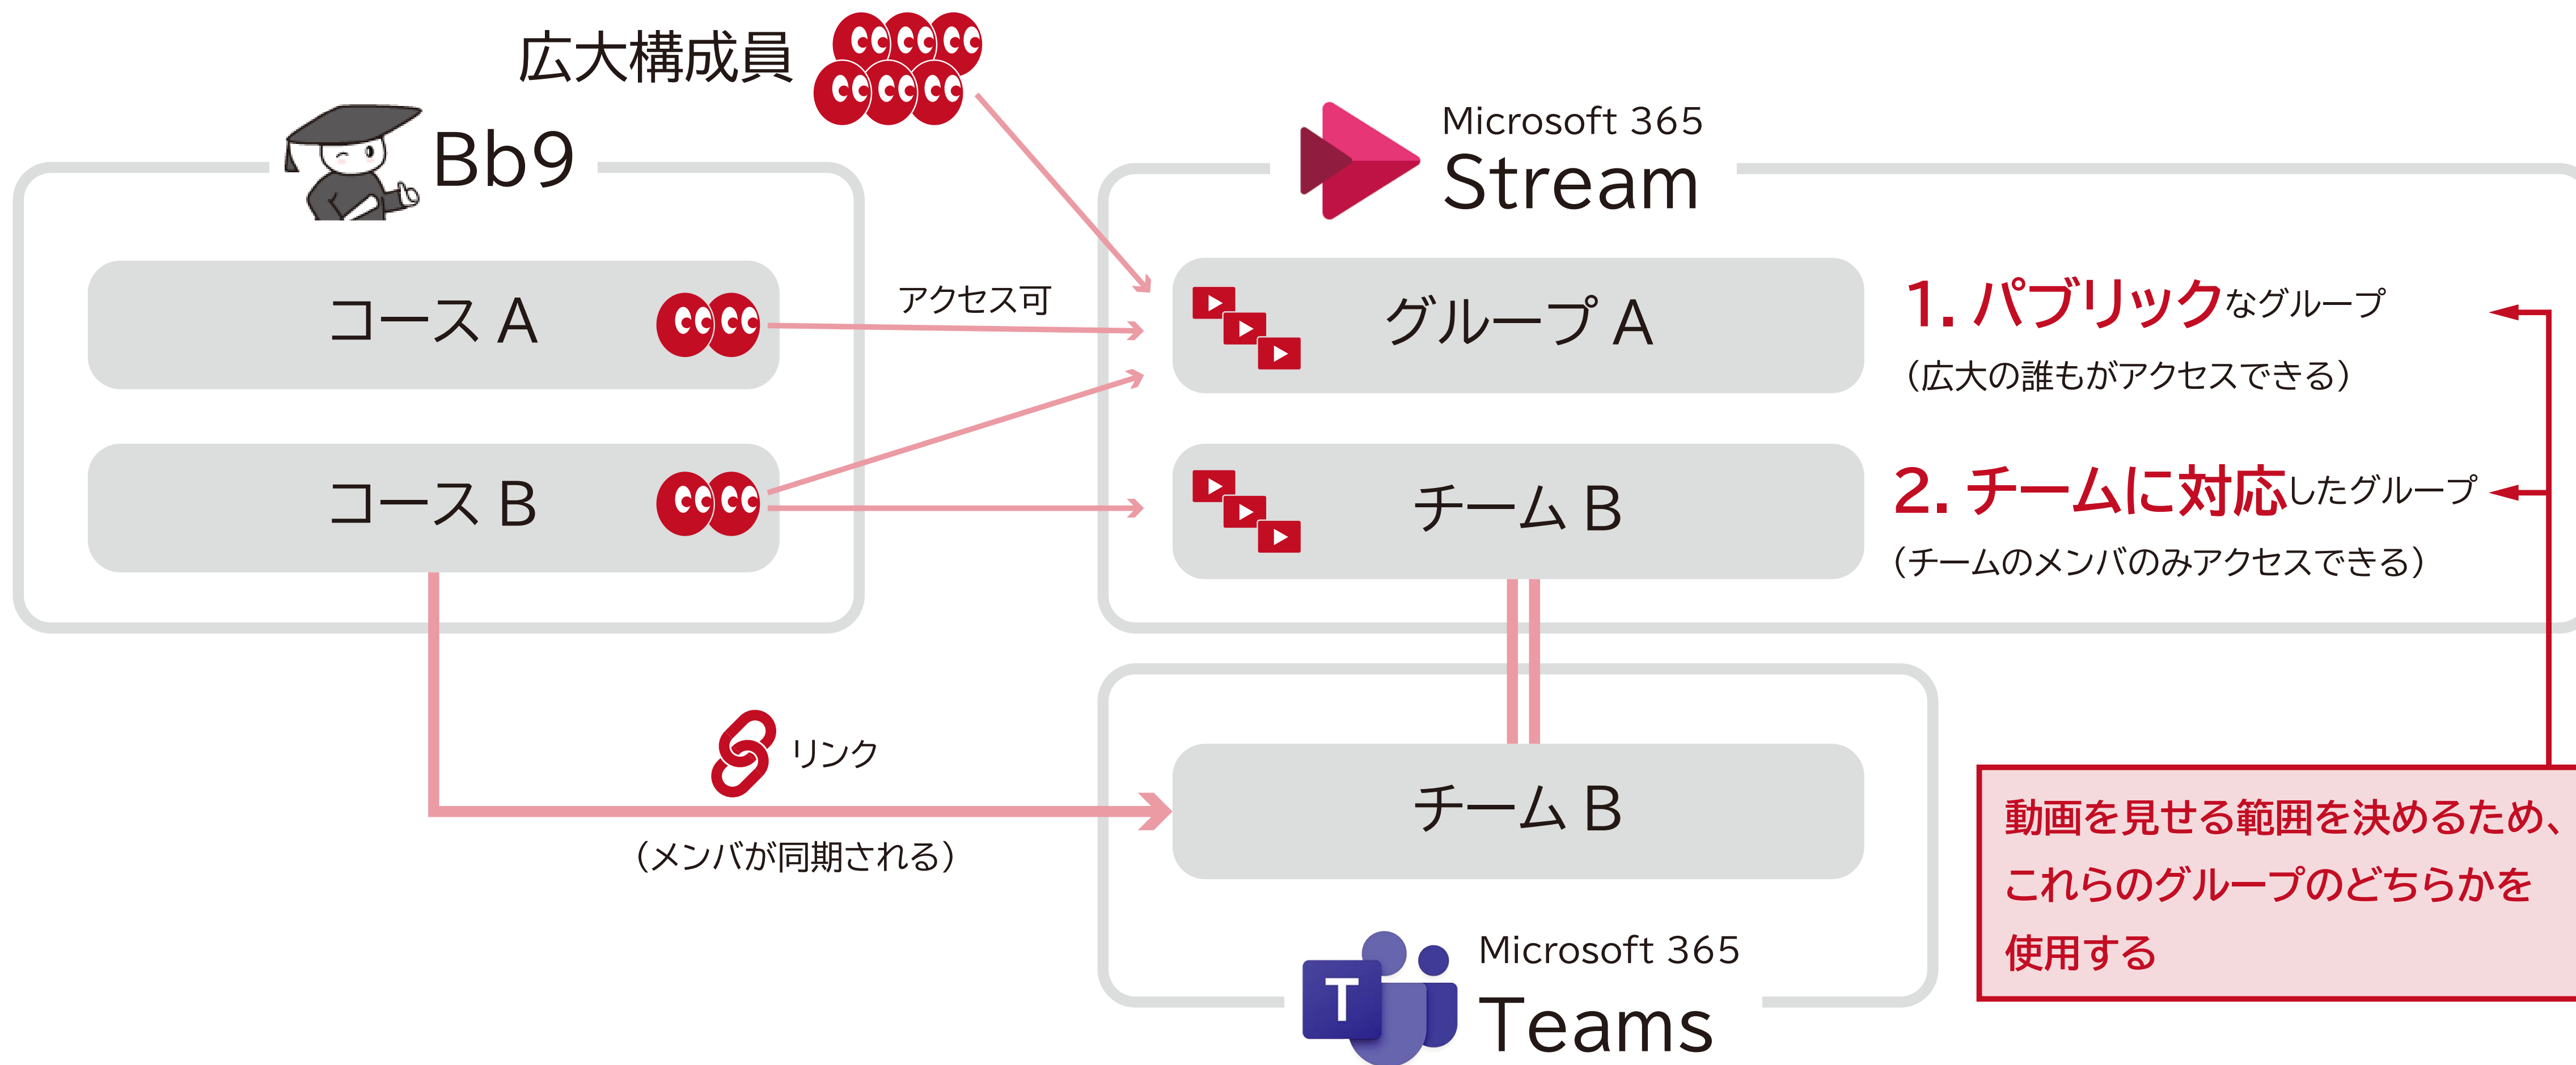 広大構成員
Bb9
コース A
コース B
アクセス可
Microsoft 365
Stream
グループ A
1. パブリックなグループ
（広大の誰もがアクセスできる）
チーム B
2. チームに対応したグループ
（チームのメンバのみアクセスできる）
リンク
（メンバが同期される）
チーム B
T
Microsoft 365
Teams
動画を見せる範囲を決めるため、
これらのグループのどちらかを
使用する